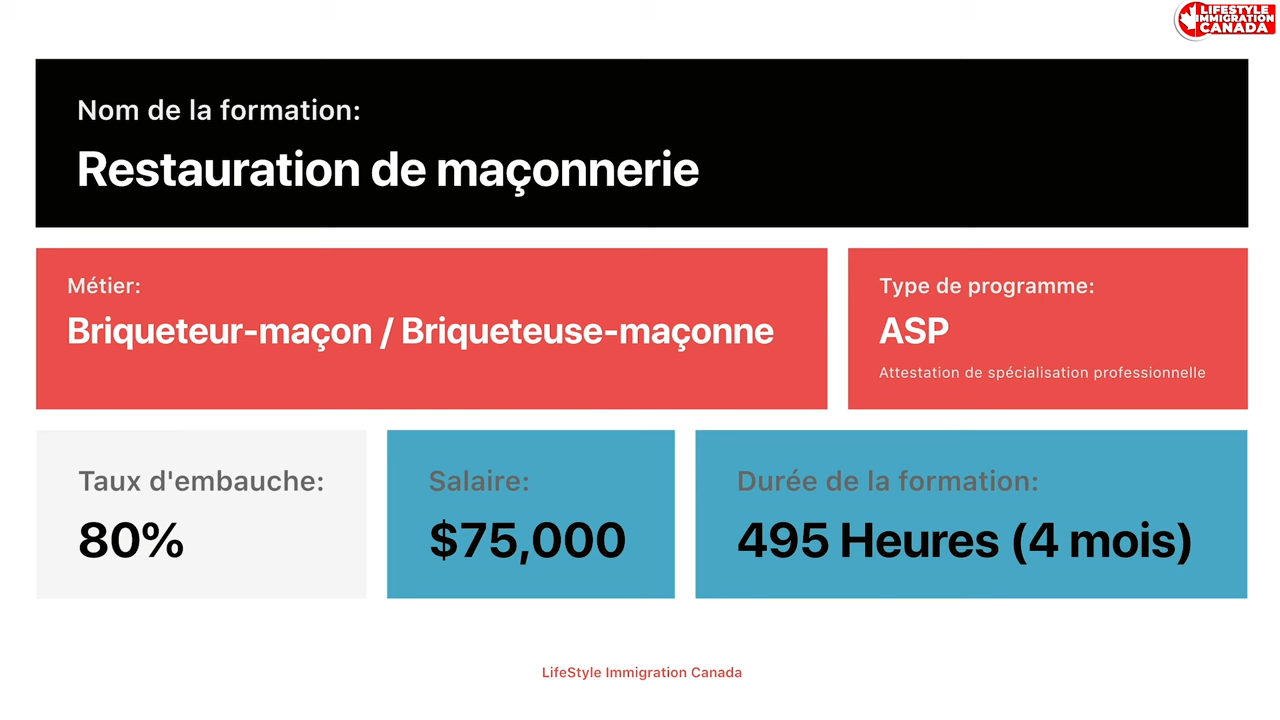 LIFESTYLE
IMMIGRATION
CANADA
Nom de la formation:
Restauration de maçonnerie
Métier:
Briqueteur-maçon / Briqueteuse-maçonne
Type de programme:
ASP
Attestation de spécialisation professionnelle
Taux d'embauche:
80%
Salaire:
$75,000
Durée de la formation:
495 Heures (4 mois)
LifeStyle Immigration Canada